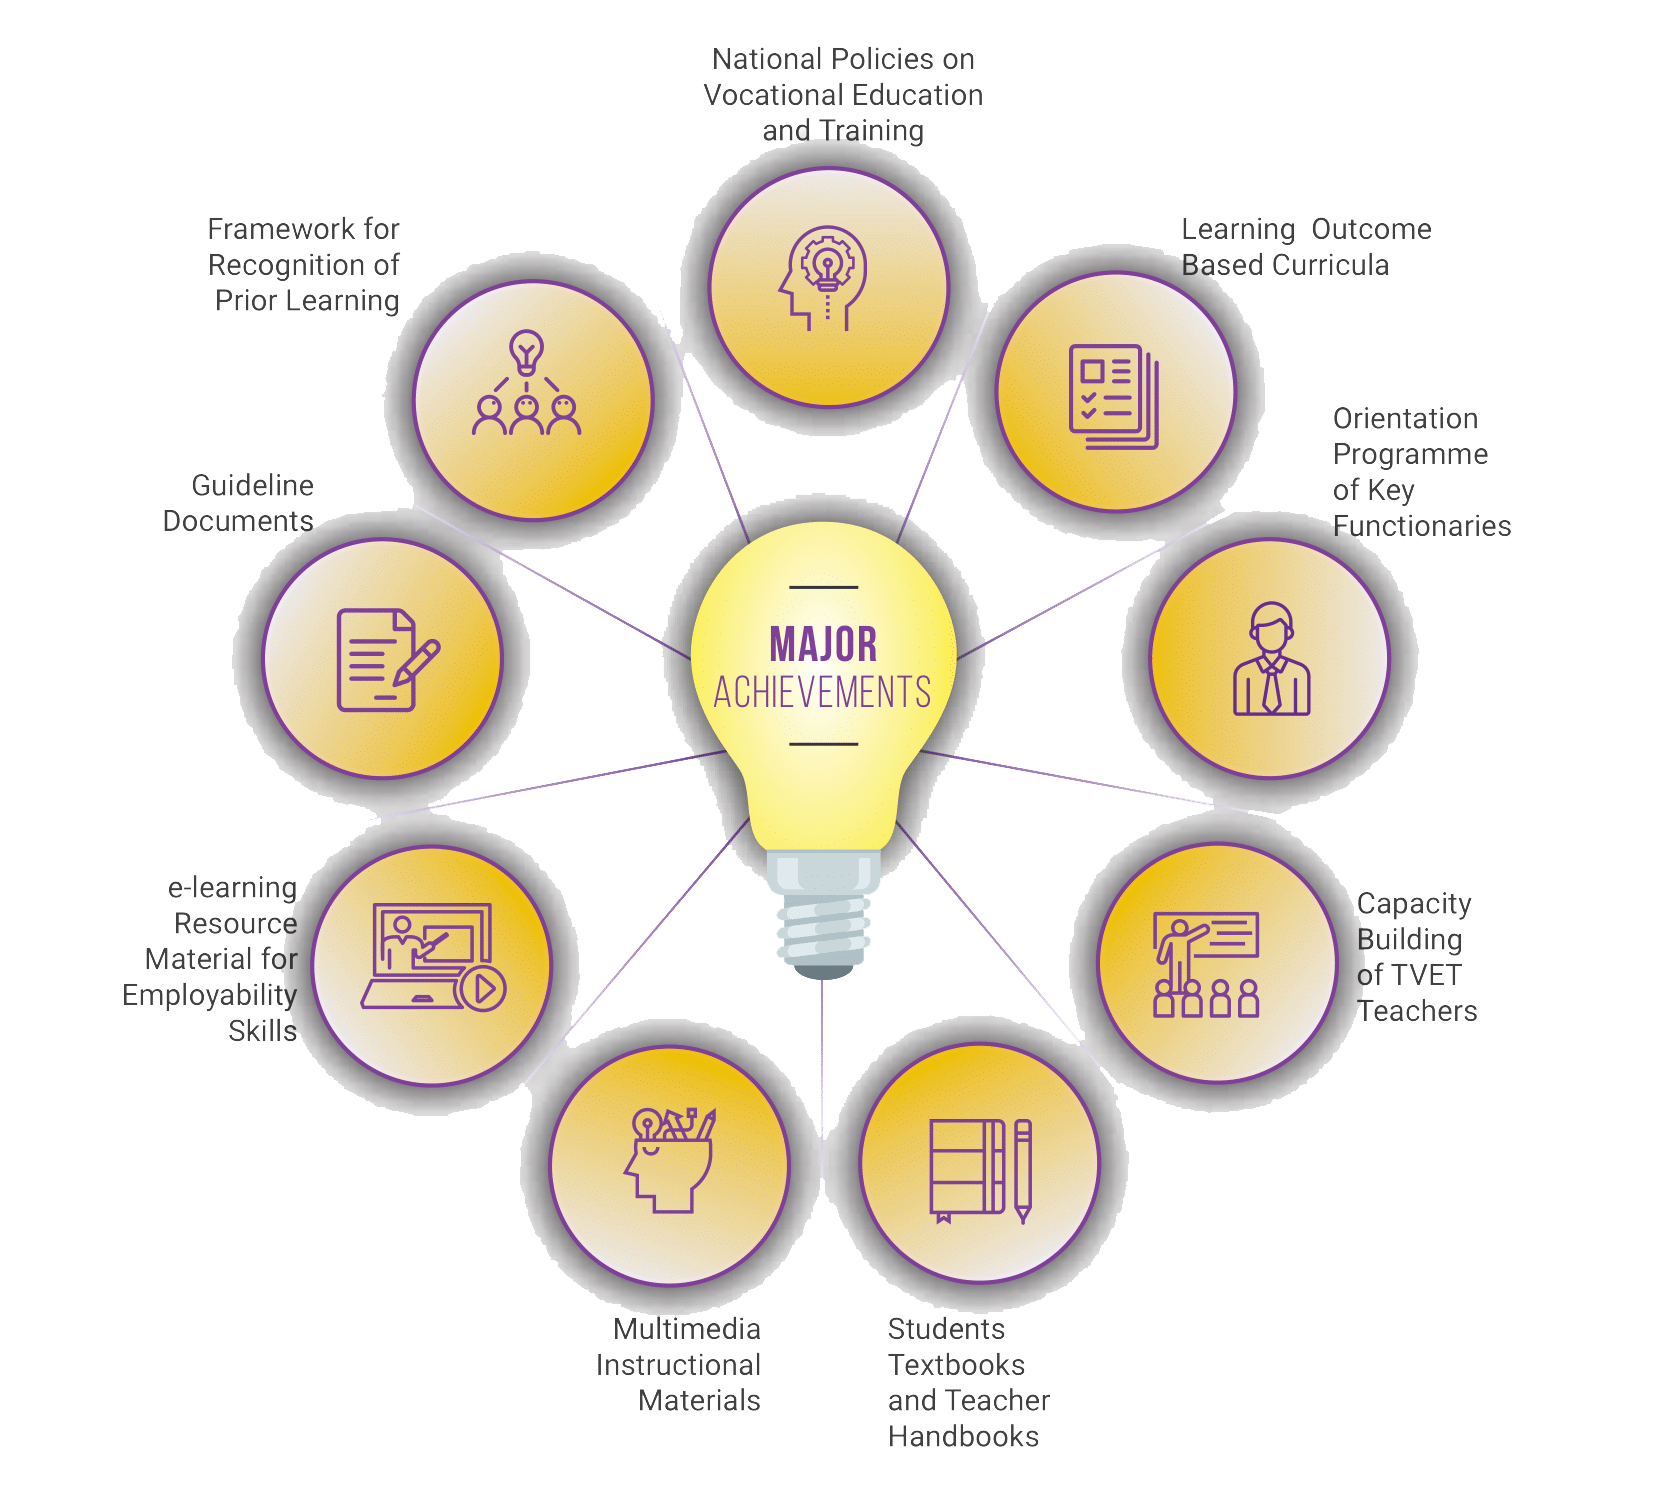 National Policies on
Vocational Education
and Training
Learning  Outcome
Based Curricula
Orientation
Programme
of Key
Functionaries
Capacity
Building
of TVET
Teachers
Students
Textbooks
and Teacher
Handbooks
Multimedia
Instructional
Materials
e-learning
Resource
Material for
Employability
Skills
Guideline
Documents
Framework for
Recognition of
Prior Learning
MAJOR
ACHIEVEMENTS